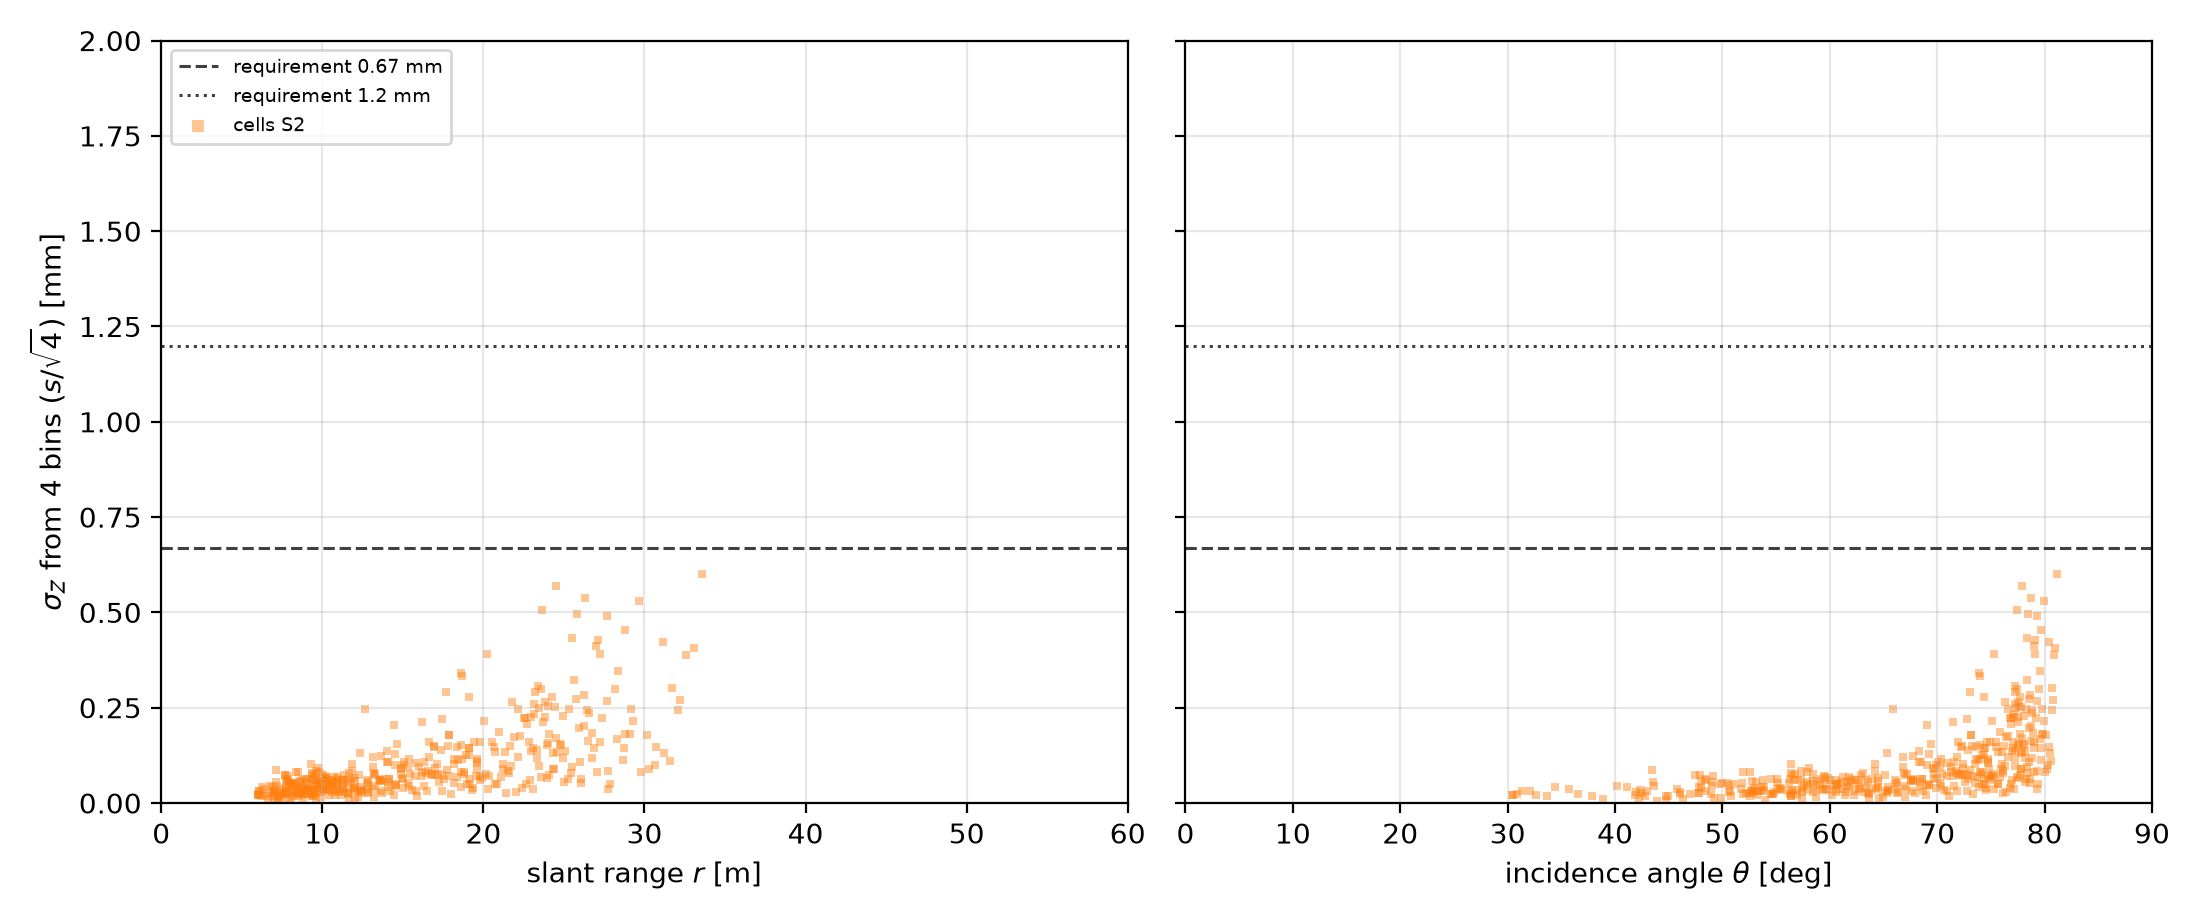 2.00
1.75
1.50
1.25
1.00
0.75
0.50
0.25
0.00
σ_Z from 4 bins (s/√4) [mm]
requirement 0.67 mm
requirement 1.2 mm
cells S2
0 10 20 30 40 50 60
slant range r [m]
0 10 20 30 40 50 60 70 80 90
incidence angle θ [deg]